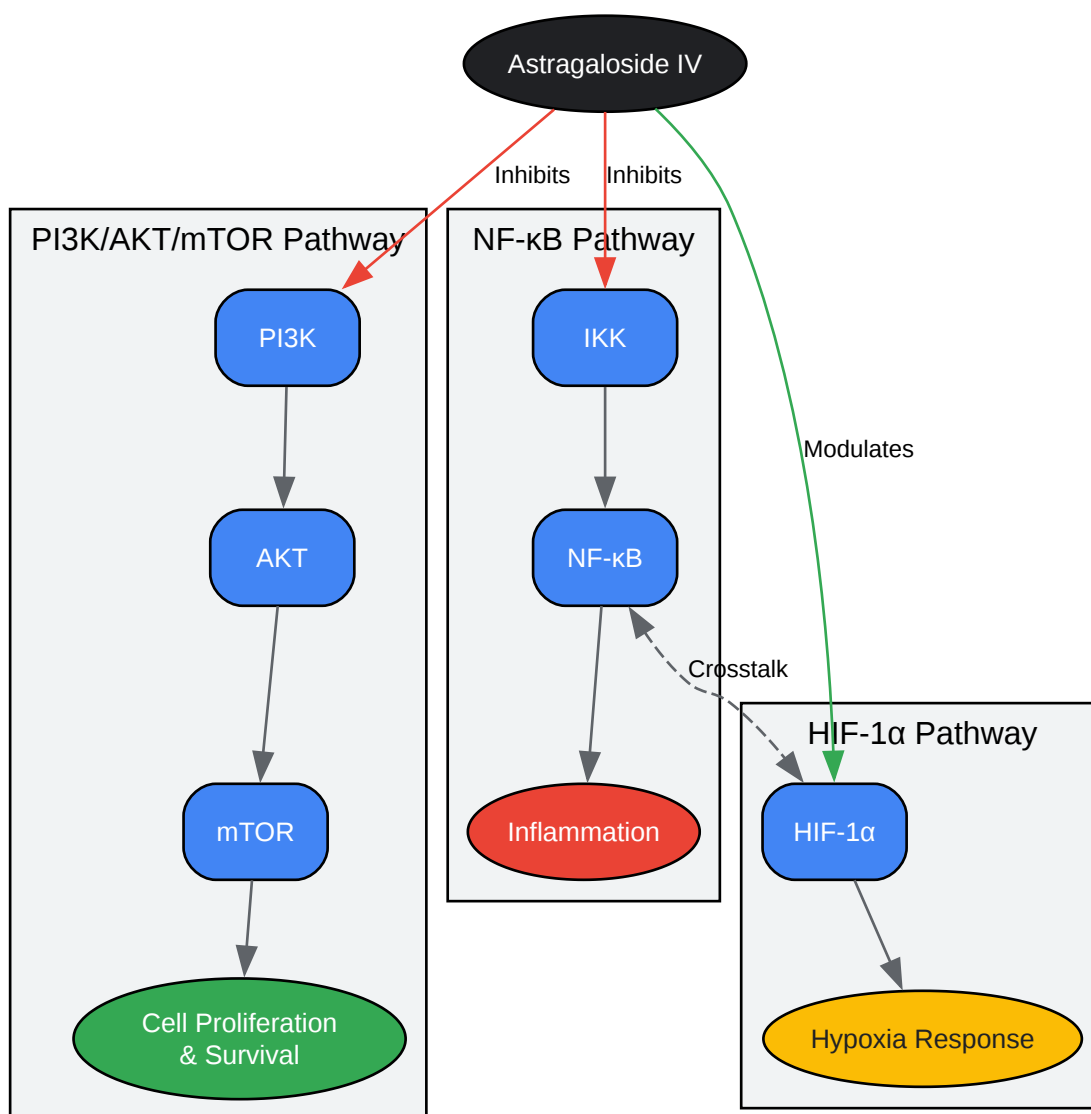 Astragaloside IV
Inhibits
Inhibits
PI3K/AKT/mTOR Pathway
NF-κB Pathway
PI3K
IKK
Modulates
AKT
NF-κB
Crosstalk
HIF-1α Pathway
mTOR
Inflammation
HIF-1α
Cell Proliferation
& Survival
Hypoxia Response